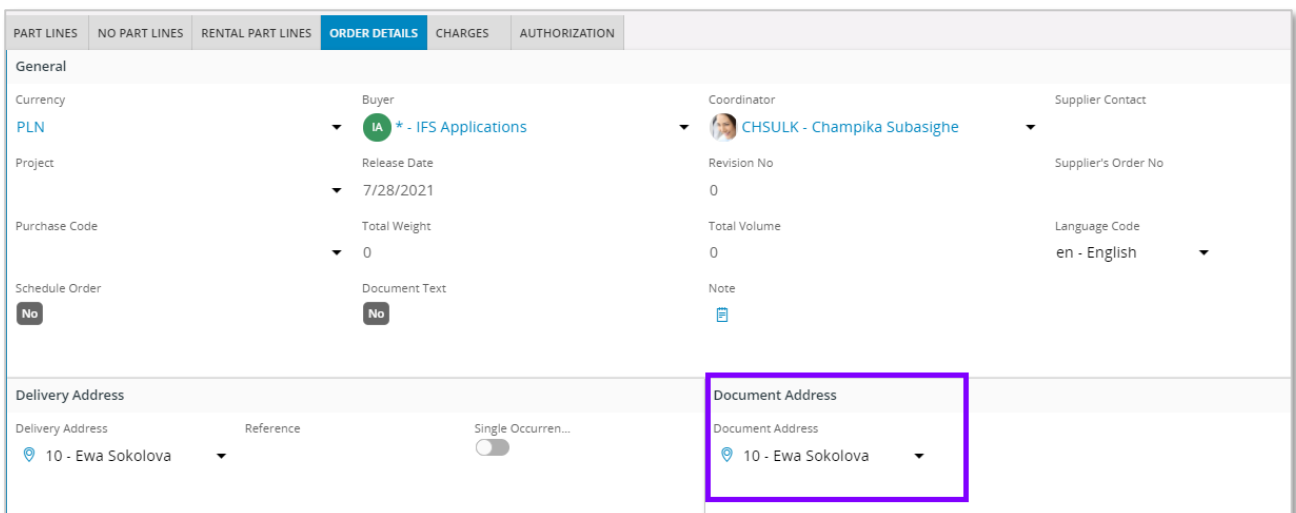 PART LINES NO PART LINES RENTAL PART LINES ORDER DETAILS CHARGES AUTHORIZATION
General
Currency Buyer Coordinator Supplier Contact
PLN IA * - IFS Applications CHSULK - Champika Subasighe
Project Release Date Revision No Supplier's Order No
7/28/2021 0
Purchase Code Total Weight Total Volume Language Code
0 0 en - English
Schedule Order Document Text Note
No No
Delivery Address Document Address
Delivery Address Reference Single Occurren... Document Address
10 - Ewa Sokolova 10 - Ewa Sokolova